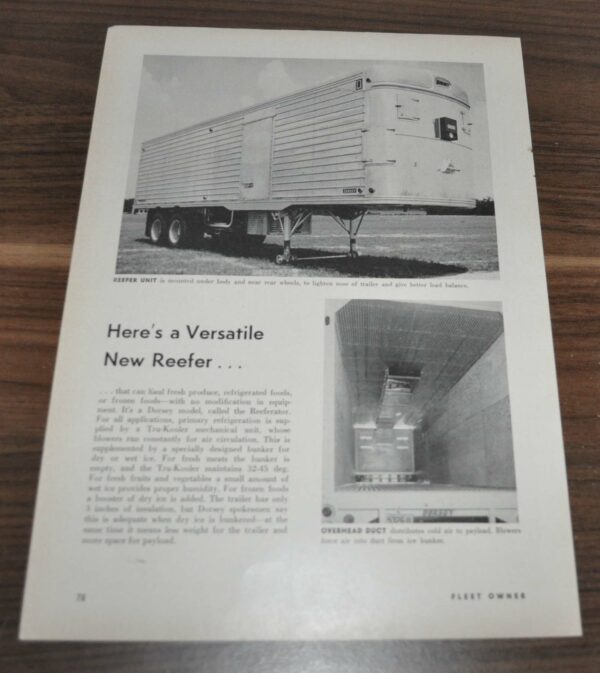 REEFER UNIT is mounted under body and near rear wheels, to lighten nose of trailer and give better load balance.
Here's a Versatile
New Reefer . . .
. . . that can haul fresh produce, refrigerated foods,
or frozen foods—with no modification in equip-
ment. It's a Dorsey model, called the Reeferator.
For all applications, primary refrigeration is sup-
plied by a Tru-Kooler mechanical unit, whose
blowers run constantly for air circulation. This is
supplemented by a specially designed bunker for
dry or wet ice. For fresh meats the bunker is
empty, and the Tru-Kooler maintains 32-45 deg.
For fresh fruits and vegetables a small amount of
wet ice provides proper humidity. For frozen foods
a booster of dry ice is added. The trailer has only
inches of insulation, but Dorsey spokesmen say
this is adequate when dry ice is bunkered—at the
same time it means less weight for the trailer and
more space for payload.
DORSEY
OVERHEAD DUCT distributes cold air to payload. Blowers
force air into duct from ice bunker.
78
FLEET OWNER